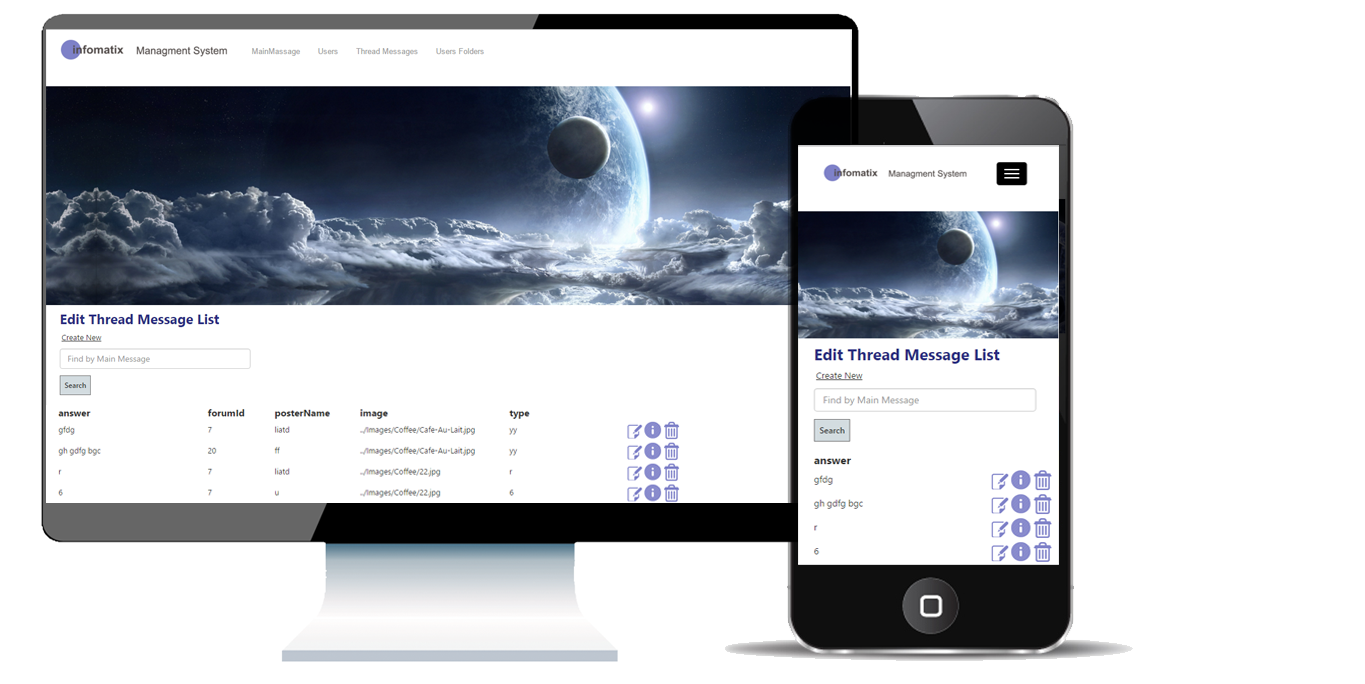 infomatix Managment System MainMassage Users Thread Messages Users Folders
Edit Thread Message List
Create New
Find by Main Message
Search
answer forumId posterName image type
gfdg 7 liatd ../Images/Coffee/Cafe-Au-Lait.jpg yy
gh gdfg bgc 20 ff ../Images/Coffee/Cafe-Au-Lait.jpg yy
r 7 liatd ../Images/Coffee/22.jpg r
6 7 u ../Images/Coffee/22.jpg 6
infomatix Managment System
Edit Thread Message List
Create New
Find by Main Message
Search
answer
gfdg
gh gdfg bgc
r
6